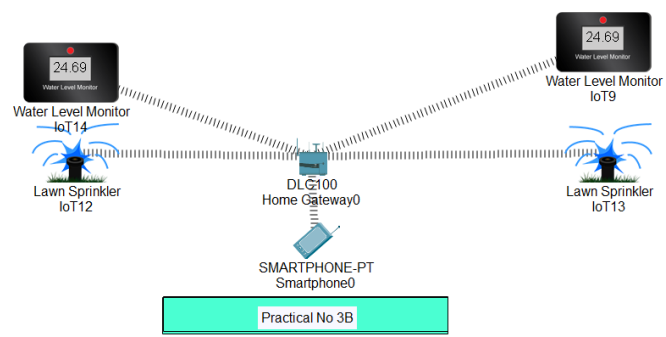 24.69
Water Level Monitor
Water Level Monitor
IoT14
24.69
Water Level Monitor
Water Level Monitor
IoT9
Lawn Sprinkler
IoT12
DLC100
Home Gateway0
Lawn Sprinkler
IoT13
SMARTPHONE-PT
Smartphone0
Practical No 3B